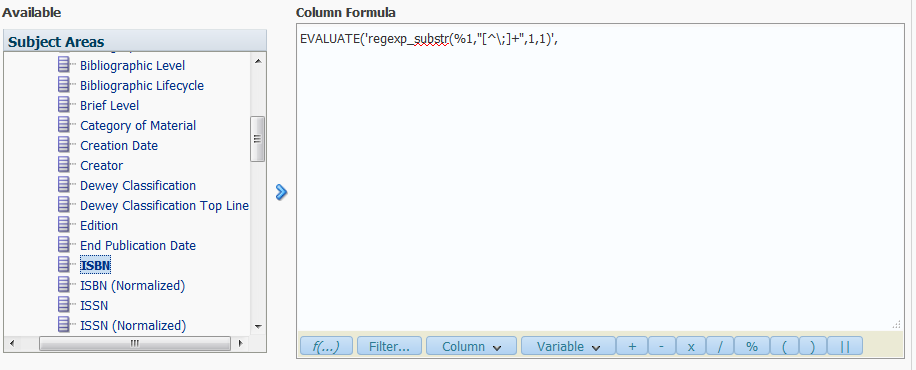 Available
Subject Areas
Bibliographic Level
Bibliographic Lifecycle
Brief Level
Category of Material
Creation Date
Creator
Dewey Classification
Dewey Classification Top Line
Edition
End Publication Date
ISBN
ISBN (Normalized)
ISSN
ISSN (Normalized)
Column Formula
EVALUATE('regexp_substr(%1,"[^\;]+",1,1)',
f(...) Filter... Column Variable + - x / % ( ) ||